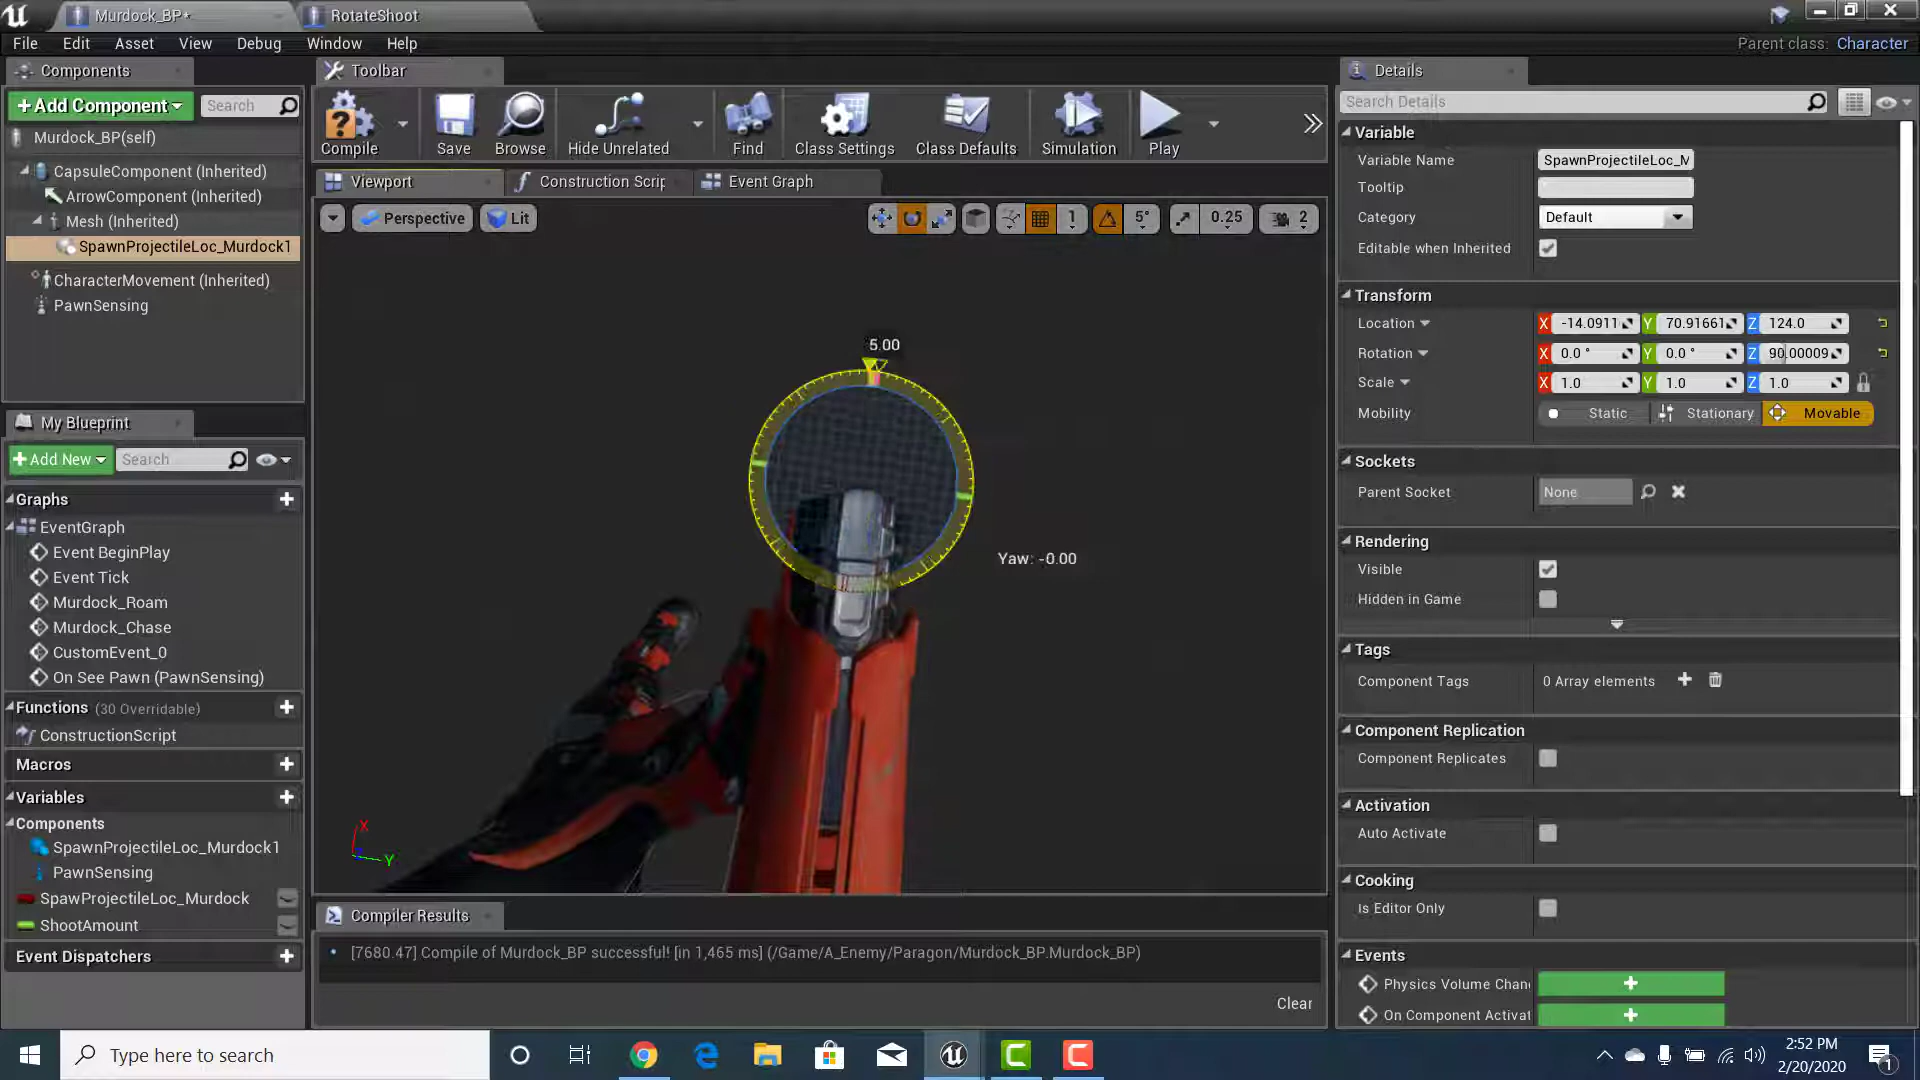 Murdock_BP*
RotateShoot
File Edit Asset View Debug Window Help
Parent class: Character
Components
Toolbar
Details
Add Component
Search
Search Details
Murdock_BP(self)
CapsuleComponent (Inherited)
ArrowComponent (Inherited)
Mesh (Inherited)
SpawnProjectileLoc_Murdock1
CharacterMovement (Inherited)
PawnSensing
Compile
Save
Browse
Hide Unrelated
Find
Class Settings
Class Defaults
Simulation
Play
Viewport
Construction Scrip
Event Graph
Perspective
Lit
1
5°
0.25
2
5.00
Yaw: -0.00
X
Y
Variable
Variable Name SpawnProjectileLoc_M
Tooltip
Category Default
Editable when Inherited
Transform
Location X -14.0911 Y 70.91661 Z 124.0
Rotation X 0.0 ° Y 0.0 ° Z 90.00009
Scale X 1.0 Y 1.0 Z 1.0
Mobility Static Stationary Movable
Sockets
Parent Socket None
Rendering
Visible
Hidden in Game
Tags
Component Tags 0 Array elements
Component Replication
Component Replicates
Activation
Auto Activate
Cooking
Is Editor Only
Events
Physics Volume Chan
On Component Activat
My Blueprint
Add New
Search
Graphs
EventGraph
Event BeginPlay
Event Tick
Murdock_Roam
Murdock_Chase
CustomEvent_0
On See Pawn (PawnSensing)
Functions (30 Overridable)
ConstructionScript
Macros
Variables
Components
SpawnProjectileLoc_Murdock1
PawnSensing
SpawProjectileLoc_Murdock
ShootAmount
Event Dispatchers
Compiler Results
[7680.47] Compile of Murdock_BP successful! [in 1,465 ms] (/Game/A_Enemy/Paragon/Murdock_BP.Murdock_BP)
Clear
Type here to search
2:52 PM
2/20/2020
1